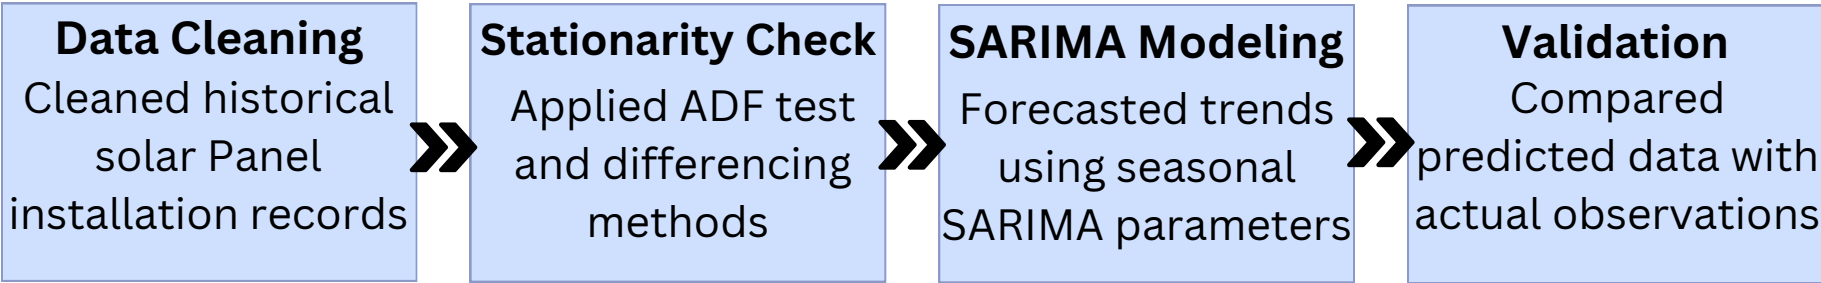 Data Cleaning
Cleaned historical
solar Panel
installation records
Stationarity Check
Applied ADF test
and differencing
methods
SARIMA Modeling
Forecasted trends
using seasonal
SARIMA parameters
Validation
Compared
predicted data with
actual observations